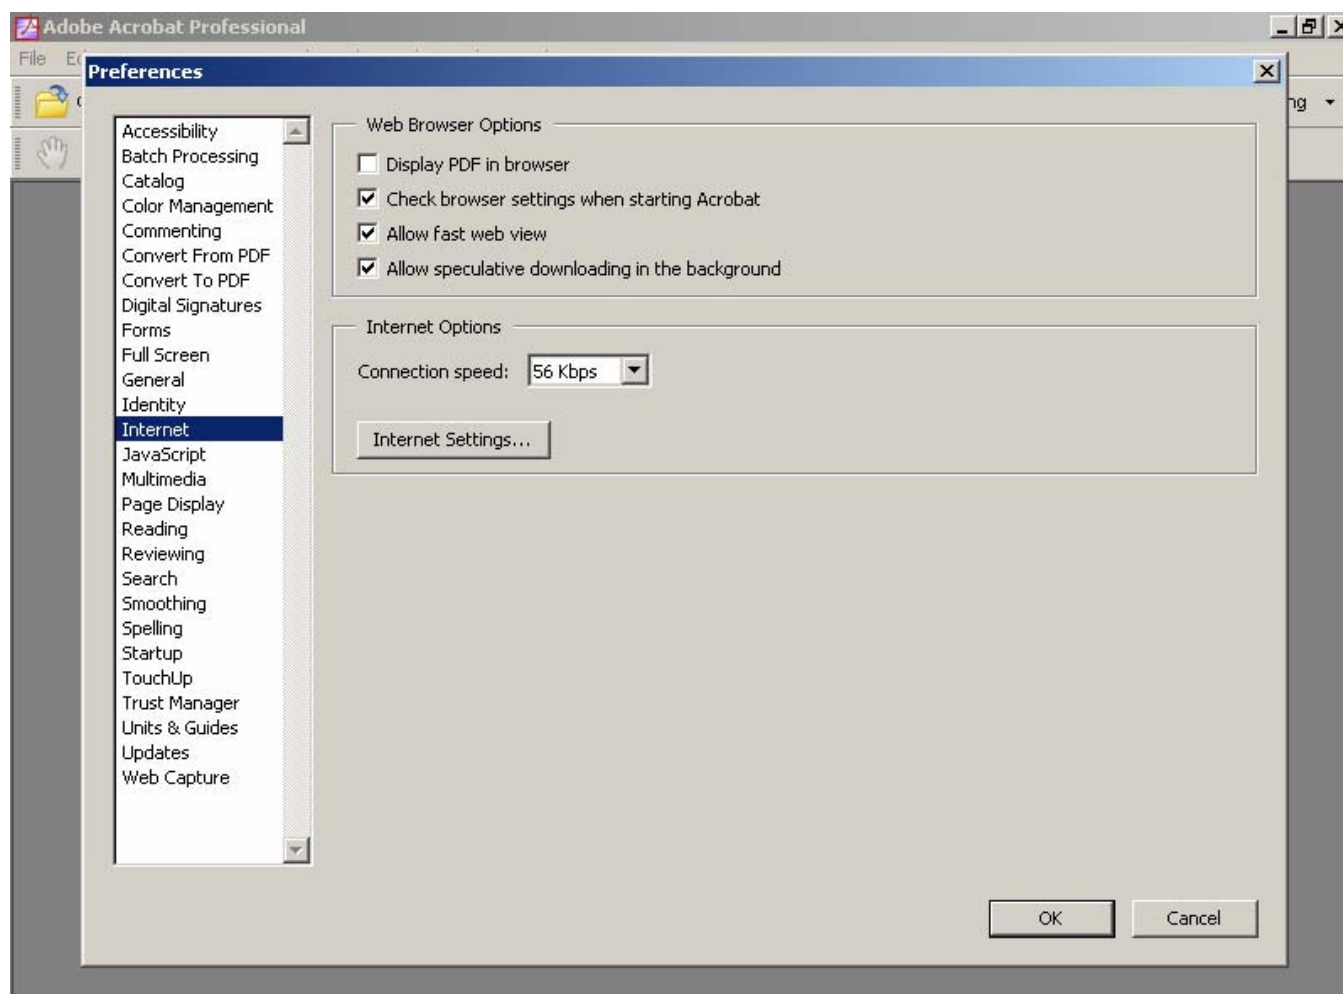 Adobe Acrobat Professional
File
Preferences
Accessibility
Batch Processing
Catalog
Color Management
Commenting
Convert From PDF
Convert To PDF
Digital Signatures
Forms
Full Screen
General
Identity
Internet
JavaScript
Multimedia
Page Display
Reading
Reviewing
Search
Smoothing
Spelling
Startup
TouchUp
Trust Manager
Units & Guides
Updates
Web Capture
Web Browser Options
Display PDF in browser
Check browser settings when starting Acrobat
Allow fast web view
Allow speculative downloading in the background
Internet Options
Connection speed: 56 Kbps
Internet Settings...
OK Cancel